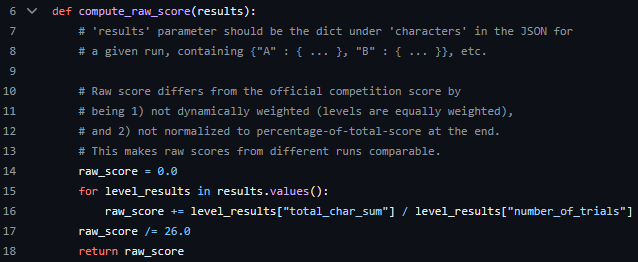 6 def compute_raw_score(results):
7 # 'results' parameter should be the dict under 'characters' in the JSON for
8 # a given run, containing {"A" : { ... }, "B" : { ... }}, etc.
9
10 # Raw score differs from the official competition score by
11 # being 1) not dynamically weighted (levels are equally weighted),
12 # and 2) not normalized to percentage-of-total-score at the end.
13 # This makes raw scores from different runs comparable.
14 raw_score = 0.0
15 for level_results in results.values():
16 raw_score += level_results["total_char_sum"] / level_results["number_of_trials"]
17 raw_score /= 26.0
18 return raw_score